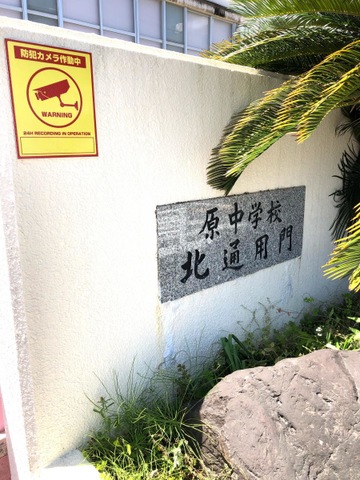 防犯カメラ作動中
WARNING
24H RECORDING IN OPERATION
原中学校
北通用門